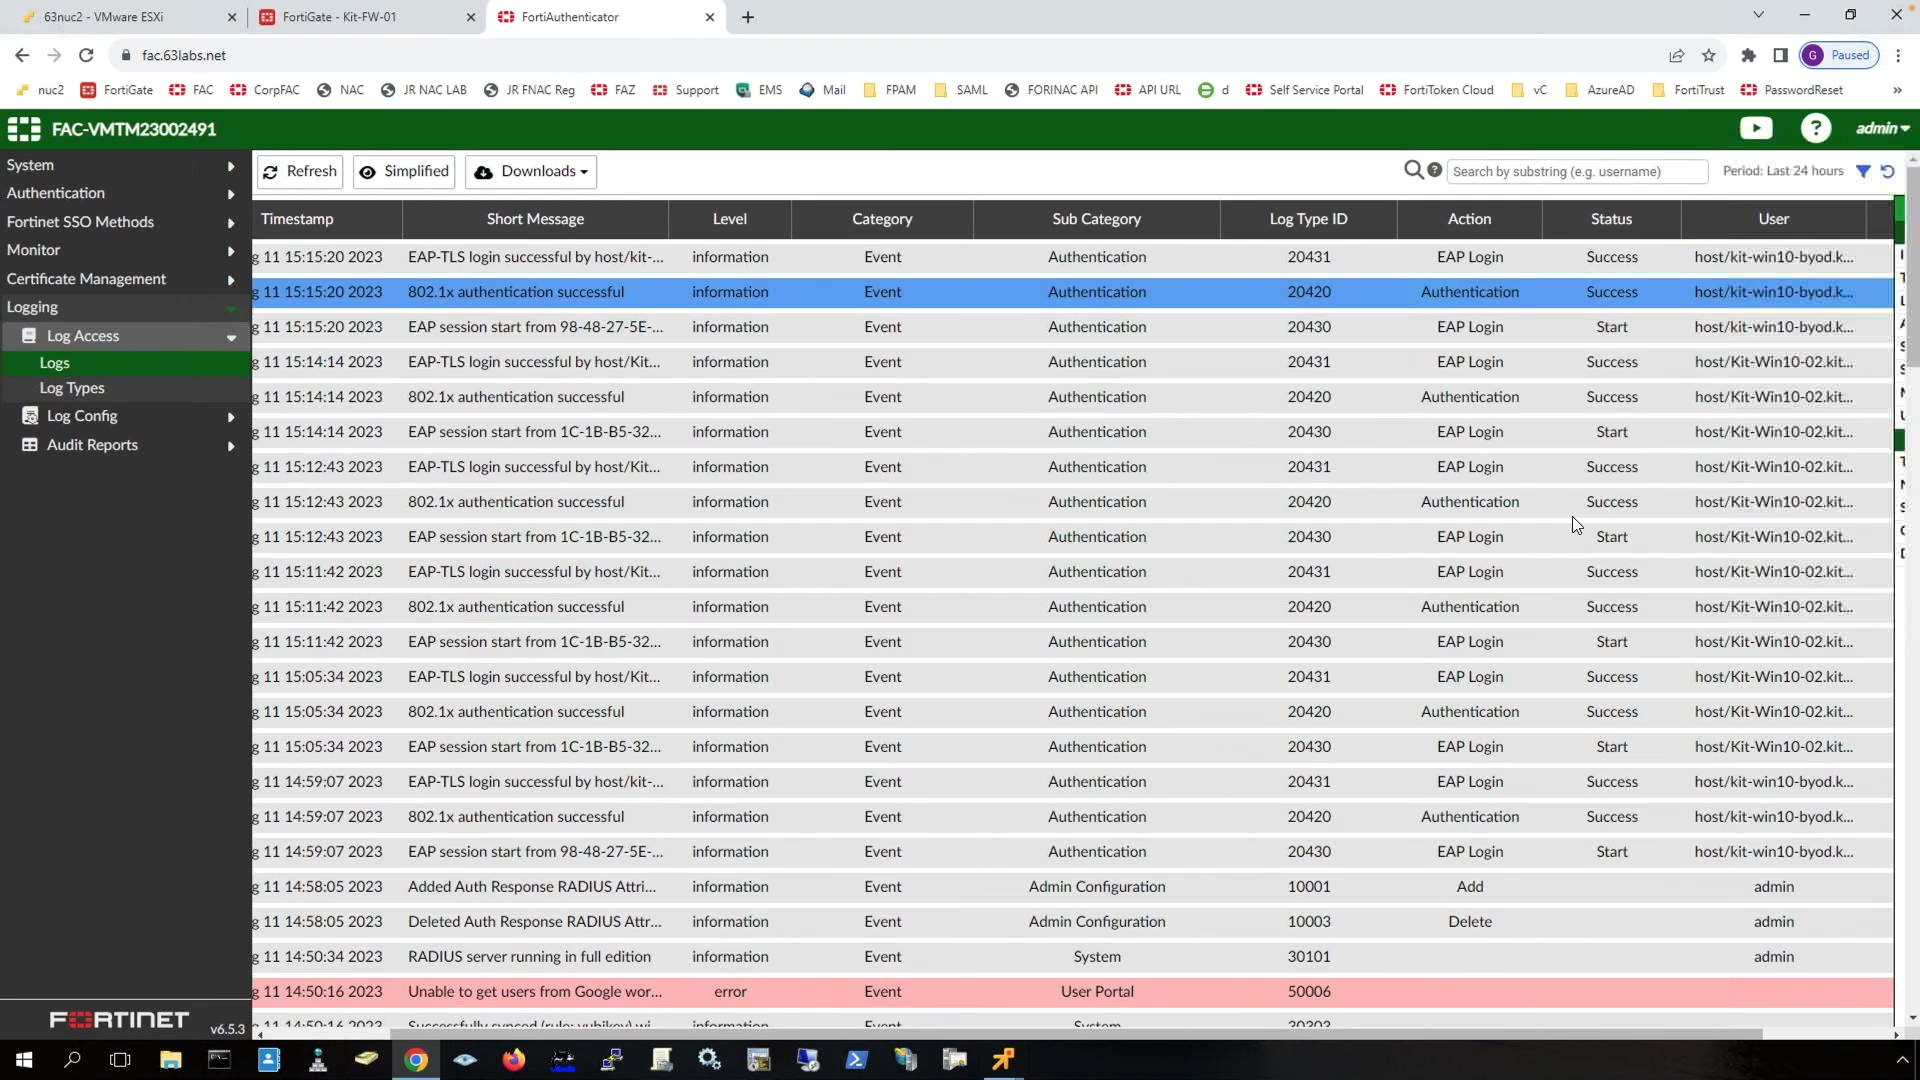 63nuc2 - VMware ESXi
FortiGate - Kit-FW-01
FortiAuthenticator
fac.63labs.net
G Paused
nuc2 FortiGate FAC CorpFAC NAC JR NAC LAB JR FNAC Reg FAZ Support EMS Mail FPAM SAML FORINAC API API URL d Self Service Portal FortiToken Cloud vC AzureAD FortiTrust PasswordReset »
FAC-VMTM23002491
? admin
System
Authentication
Fortinet SSO Methods
Monitor
Certificate Management
Logging
Log Access
Logs
Log Types
Log Config
Audit Reports
FORTINET v6.5.3
Refresh Simplified Downloads Search by substring (e.g. username) Period: Last 24 hours
Timestamp Short Message Level Category Sub Category Log Type ID Action Status User
g 11 15:15:20 2023 EAP-TLS login successful by host/kit-... information Event Authentication 20431 EAP Login Success host/kit-win10-byod.k...
g 11 15:15:20 2023 802.1x authentication successful information Event Authentication 20420 Authentication Success host/kit-win10-byod.k...
g 11 15:15:20 2023 EAP session start from 98-48-27-5E-... information Event Authentication 20430 EAP Login Start host/kit-win10-byod.k...
g 11 15:14:14 2023 EAP-TLS login successful by host/Kit... information Event Authentication 20431 EAP Login Success host/Kit-Win10-02.kit...
g 11 15:14:14 2023 802.1x authentication successful information Event Authentication 20420 Authentication Success host/Kit-Win10-02.kit...
g 11 15:14:14 2023 EAP session start from 1C-1B-B5-32... information Event Authentication 20430 EAP Login Start host/Kit-Win10-02.kit...
g 11 15:12:43 2023 EAP-TLS login successful by host/Kit... information Event Authentication 20431 EAP Login Success host/Kit-Win10-02.kit...
g 11 15:12:43 2023 802.1x authentication successful information Event Authentication 20420 Authentication Success host/Kit-Win10-02.kit...
g 11 15:12:43 2023 EAP session start from 1C-1B-B5-32... information Event Authentication 20430 EAP Login Start host/Kit-Win10-02.kit...
g 11 15:11:42 2023 EAP-TLS login successful by host/Kit... information Event Authentication 20431 EAP Login Success host/Kit-Win10-02.kit...
g 11 15:11:42 2023 802.1x authentication successful information Event Authentication 20420 Authentication Success host/Kit-Win10-02.kit...
g 11 15:11:42 2023 EAP session start from 1C-1B-B5-32... information Event Authentication 20430 EAP Login Start host/Kit-Win10-02.kit...
g 11 15:05:34 2023 EAP-TLS login successful by host/Kit... information Event Authentication 20431 EAP Login Success host/Kit-Win10-02.kit...
g 11 15:05:34 2023 802.1x authentication successful information Event Authentication 20420 Authentication Success host/Kit-Win10-02.kit...
g 11 15:05:34 2023 EAP session start from 1C-1B-B5-32... information Event Authentication 20430 EAP Login Start host/Kit-Win10-02.kit...
g 11 14:59:07 2023 EAP-TLS login successful by host/kit-... information Event Authentication 20431 EAP Login Success host/kit-win10-byod.k...
g 11 14:59:07 2023 802.1x authentication successful information Event Authentication 20420 Authentication Success host/kit-win10-byod.k...
g 11 14:59:07 2023 EAP session start from 98-48-27-5E-... information Event Authentication 20430 EAP Login Start host/kit-win10-byod.k...
g 11 14:58:05 2023 Added Auth Response RADIUS Attri... information Event Admin Configuration 10001 Add admin
g 11 14:58:05 2023 Deleted Auth Response RADIUS Attr... information Event Admin Configuration 10003 Delete admin
g 11 14:50:34 2023 RADIUS server running in full edition information Event System 30101 admin
g 11 14:50:16 2023 Unable to get users from Google wor... error Event User Portal 50006
g 11 14:50:16 2023 Successfully synced (rule: yubikey) wi... information Event System